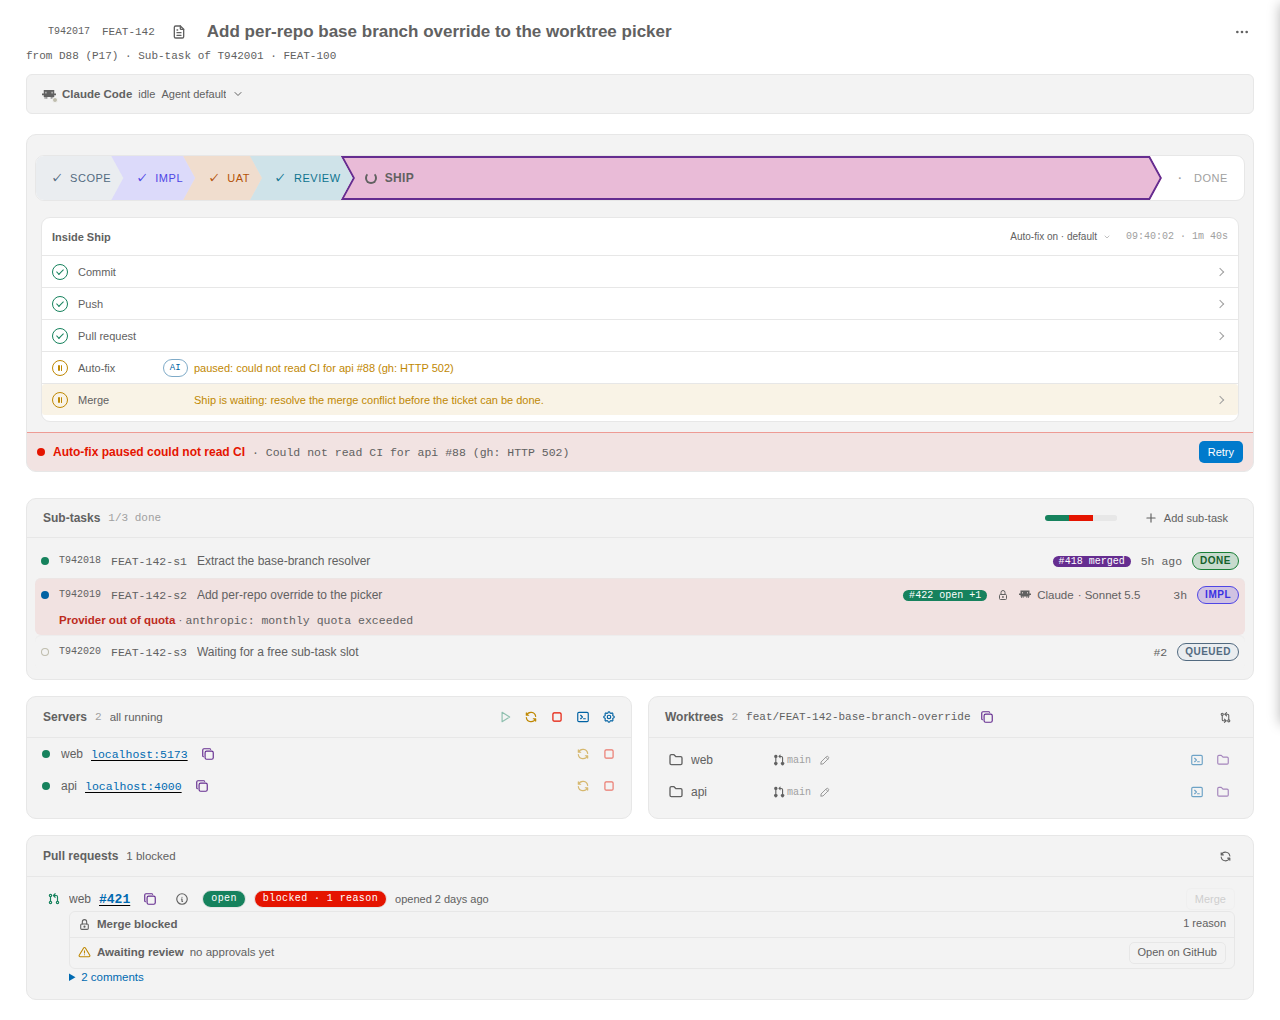 T942017 FEAT-142 Add per-repo base branch override to the worktree picker
from D88 (P17) · Sub-task of T942001 · FEAT-100
Claude Code idle Agent default
SCOPE IMPL UAT REVIEW SHIP DONE
Inside Ship Auto-fix on · default 09:40:02 · 1m 40s
Commit
Push
Pull request
Auto-fix AI paused: could not read CI for api #88 (gh: HTTP 502)
Merge Ship is waiting: resolve the merge conflict before the ticket can be done.
Auto-fix paused could not read CI · Could not read CI for api #88 (gh: HTTP 502) Retry
Sub-tasks 1/3 done Add sub-task
T942018 FEAT-142-s1 Extract the base-branch resolver #418 merged 5h ago DONE
T942019 FEAT-142-s2 Add per-repo override to the picker #422 open +1 Claude · Sonnet 5.5 3h IMPL
Provider out of quota · anthropic: monthly quota exceeded
T942020 FEAT-142-s3 Waiting for a free sub-task slot #2 QUEUED
Servers 2 all running
web localhost:5173
api localhost:4000
Worktrees 2 feat/FEAT-142-base-branch-override
web main
api main
Pull requests 1 blocked
web #421 open blocked · 1 reason opened 2 days ago Merge
Merge blocked 1 reason
Awaiting review no approvals yet Open on GitHub
2 comments